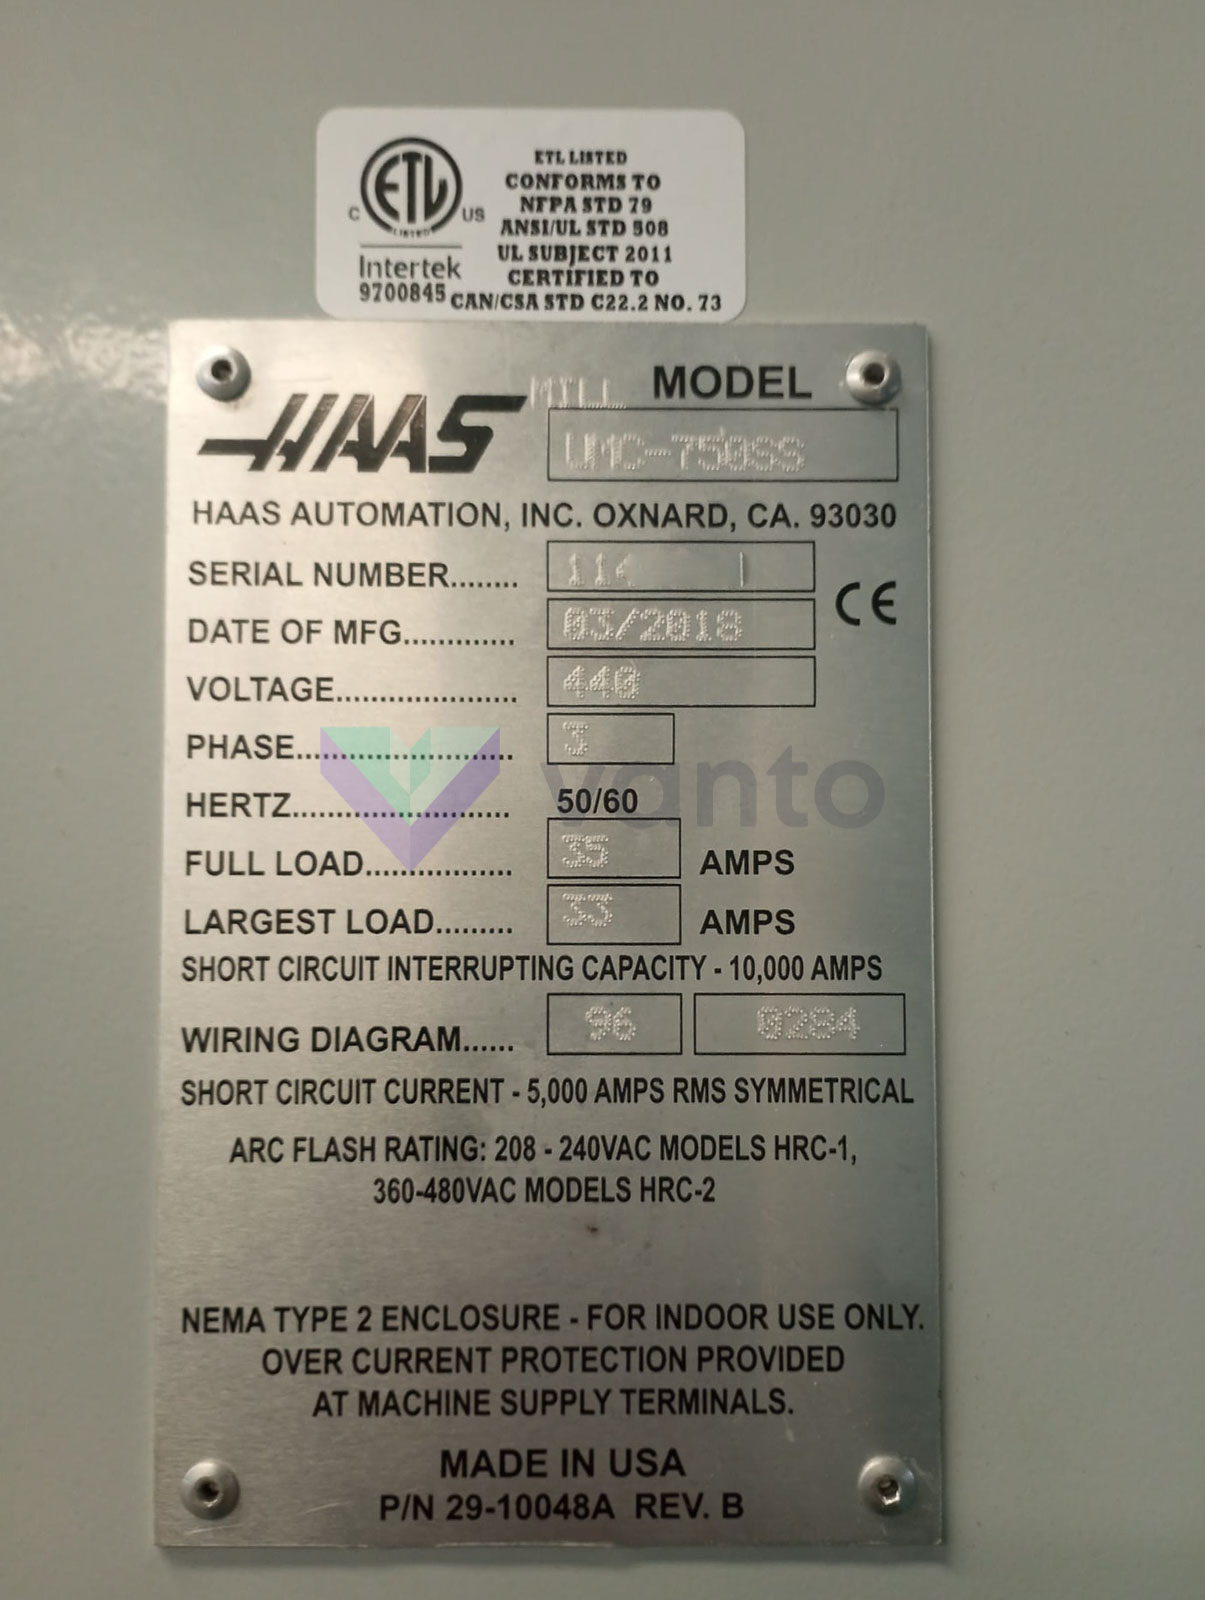 ETL LISTED
CONFORMS TO
NFPA STD 79
ANSI/UL STD 508
UL SUBJECT 2011
CERTIFIED TO
CAN/CSA STD C22.2 NO. 73
C ETL US
LISTED
Intertek
9700845
HAAS MILL MODEL
UMC-750SS
HAAS AUTOMATION, INC. OXNARD, CA. 93030
SERIAL NUMBER........ 11
CE
DATE OF MFG............. 03/2018
VOLTAGE..................... 440
PHASE......................... 3
vanto
HERTZ......................... 50/60
FULL LOAD................. 35 AMPS
LARGEST LOAD......... 33 AMPS
SHORT CIRCUIT INTERRUPTING CAPACITY - 10,000 AMPS
WIRING DIAGRAM...... 96 0284
SHORT CIRCUIT CURRENT - 5,000 AMPS RMS SYMMETRICAL
ARC FLASH RATING: 208 - 240VAC MODELS HRC-1,
360-480VAC MODELS HRC-2
NEMA TYPE 2 ENCLOSURE - FOR INDOOR USE ONLY.
OVER CURRENT PROTECTION PROVIDED
AT MACHINE SUPPLY TERMINALS.
MADE IN USA
P/N 29-10048A REV. B